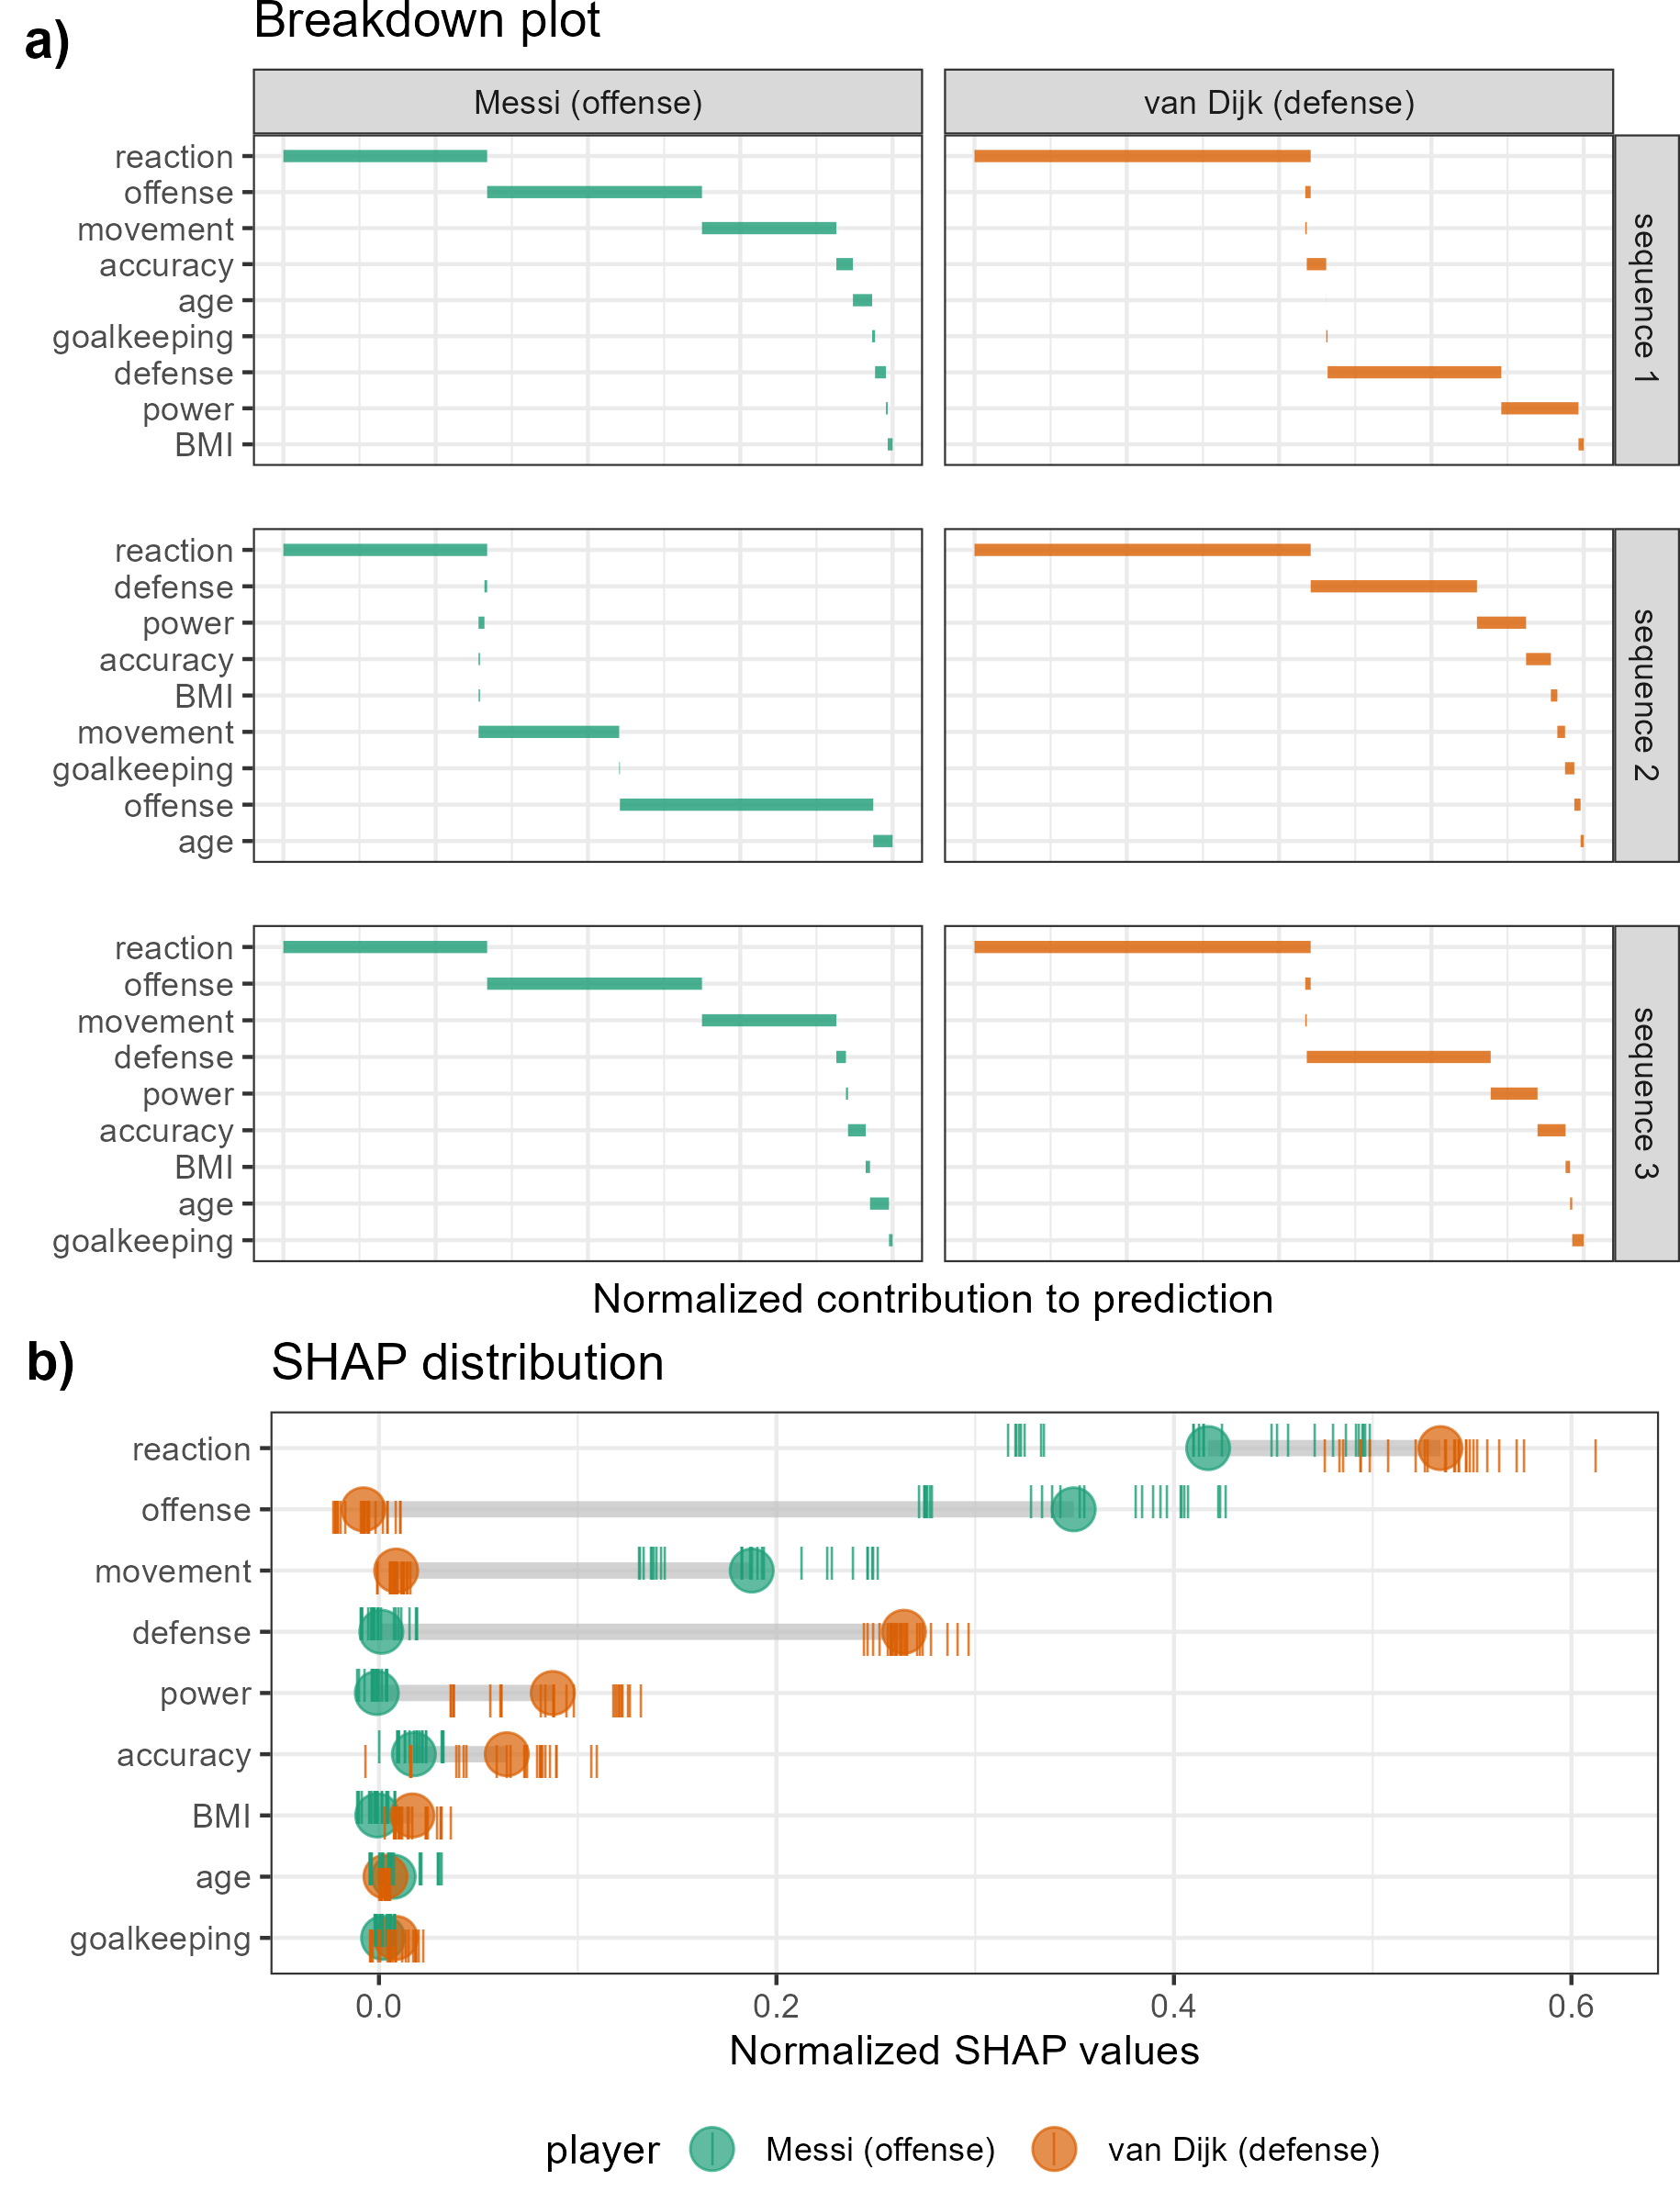 a)
Breakdown plot
Messi (offense)
van Dijk (defense)
reaction
offense
movement
accuracy
age
goalkeeping
defense
power
BMI
sequence 1
reaction
defense
power
accuracy
BMI
movement
goalkeeping
offense
age
sequence 2
reaction
offense
movement
defense
power
accuracy
BMI
age
goalkeeping
sequence 3
Normalized contribution to prediction
b)
SHAP distribution
reaction
offense
movement
defense
power
accuracy
BMI
age
goalkeeping
0.0 0.2 0.4 0.6
Normalized SHAP values
player Messi (offense) van Dijk (defense)